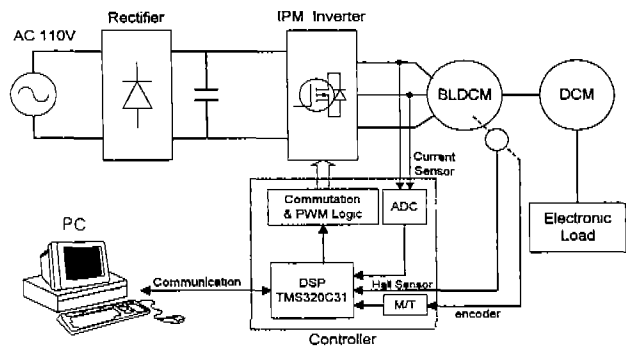 Rectifier
IPM Inverter
AC 110V
BLDCM
DCM
Current
Sensor
Commutation
& PWM Logic
ADC
Electronic
Load
PC
Communication
DSP
TMS320C31
Hall Sensor
M/T
encoder
Controller